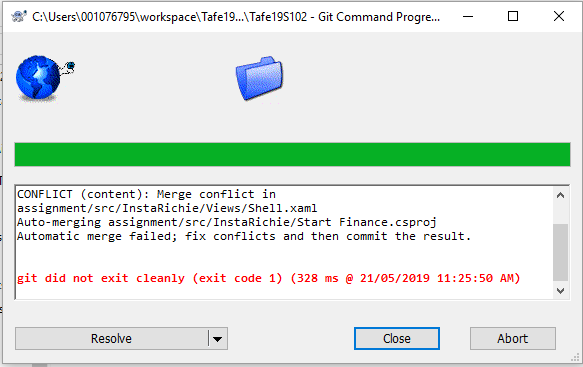 C:\Users\001076795\workspace\Tafe19...\Tafe19S102 - Git Command Progre...
CONFLICT (content): Merge conflict in
assignment/src/InstaRichie/Views/Shell.xaml
Auto-merging assignment/src/InstaRichie/Start Finance.csproj
Automatic merge failed; fix conflicts and then commit the result.
git did not exit cleanly (exit code 1) (328 ms @ 21/05/2019 11:25:50 AM)
Resolve
Close
Abort